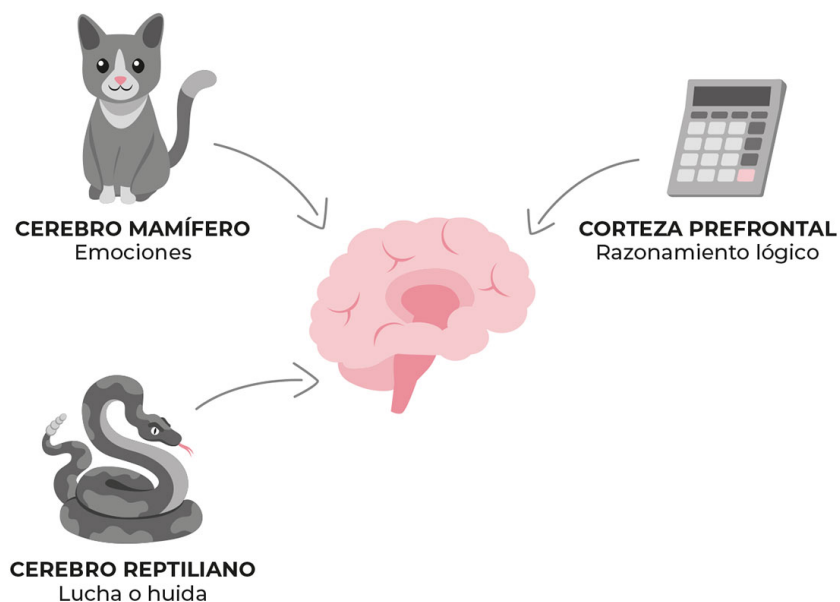 CEREBRO MAMÍFERO
Emociones
CORTEZA PREFRONTAL
Razonamiento lógico
CEREBRO REPTILIANO
Lucha o huida